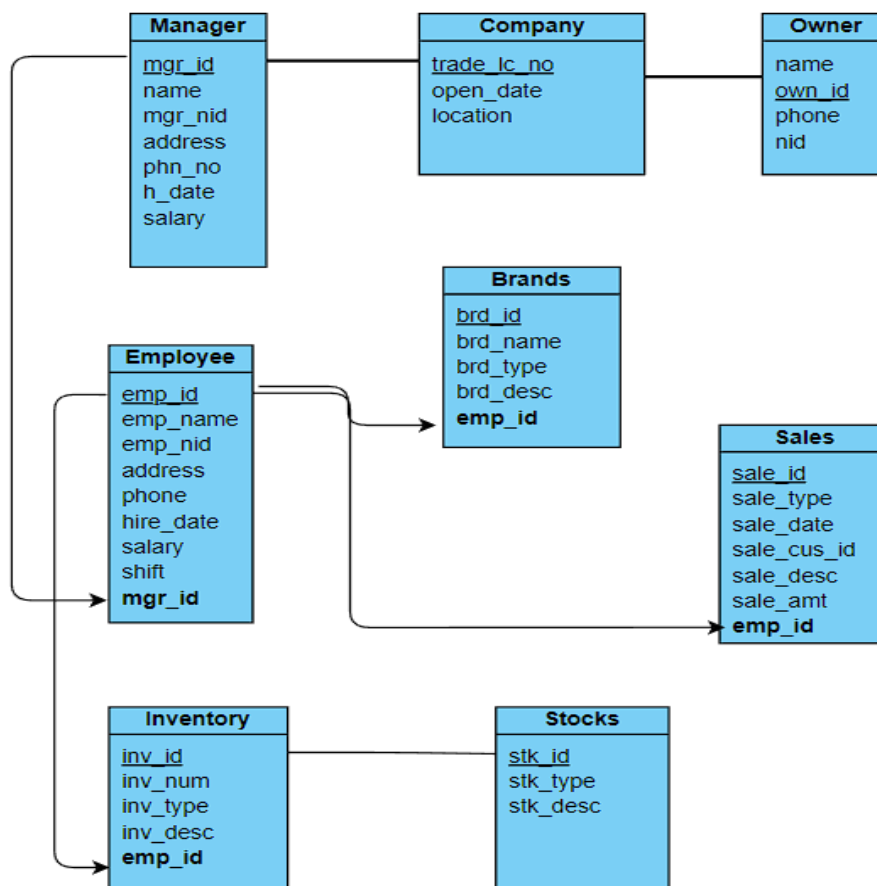 Manager
mgr_id
name
mgr_nid
address
phn_no
h_date
salary
Company
trade_lc_no
open_date
location
Owner
name
own_id
phone
nid
Brands
brd_id
brd_name
brd_type
brd_desc
emp_id
Employee
emp_id
emp_name
emp_nid
address
phone
hire_date
salary
shift
mgr_id
Sales
sale_id
sale_type
sale_date
sale_cus_id
sale_desc
sale_amt
emp_id
Inventory
inv_id
inv_num
inv_type
inv_desc
emp_id
Stocks
stk_id
stk_type
stk_desc